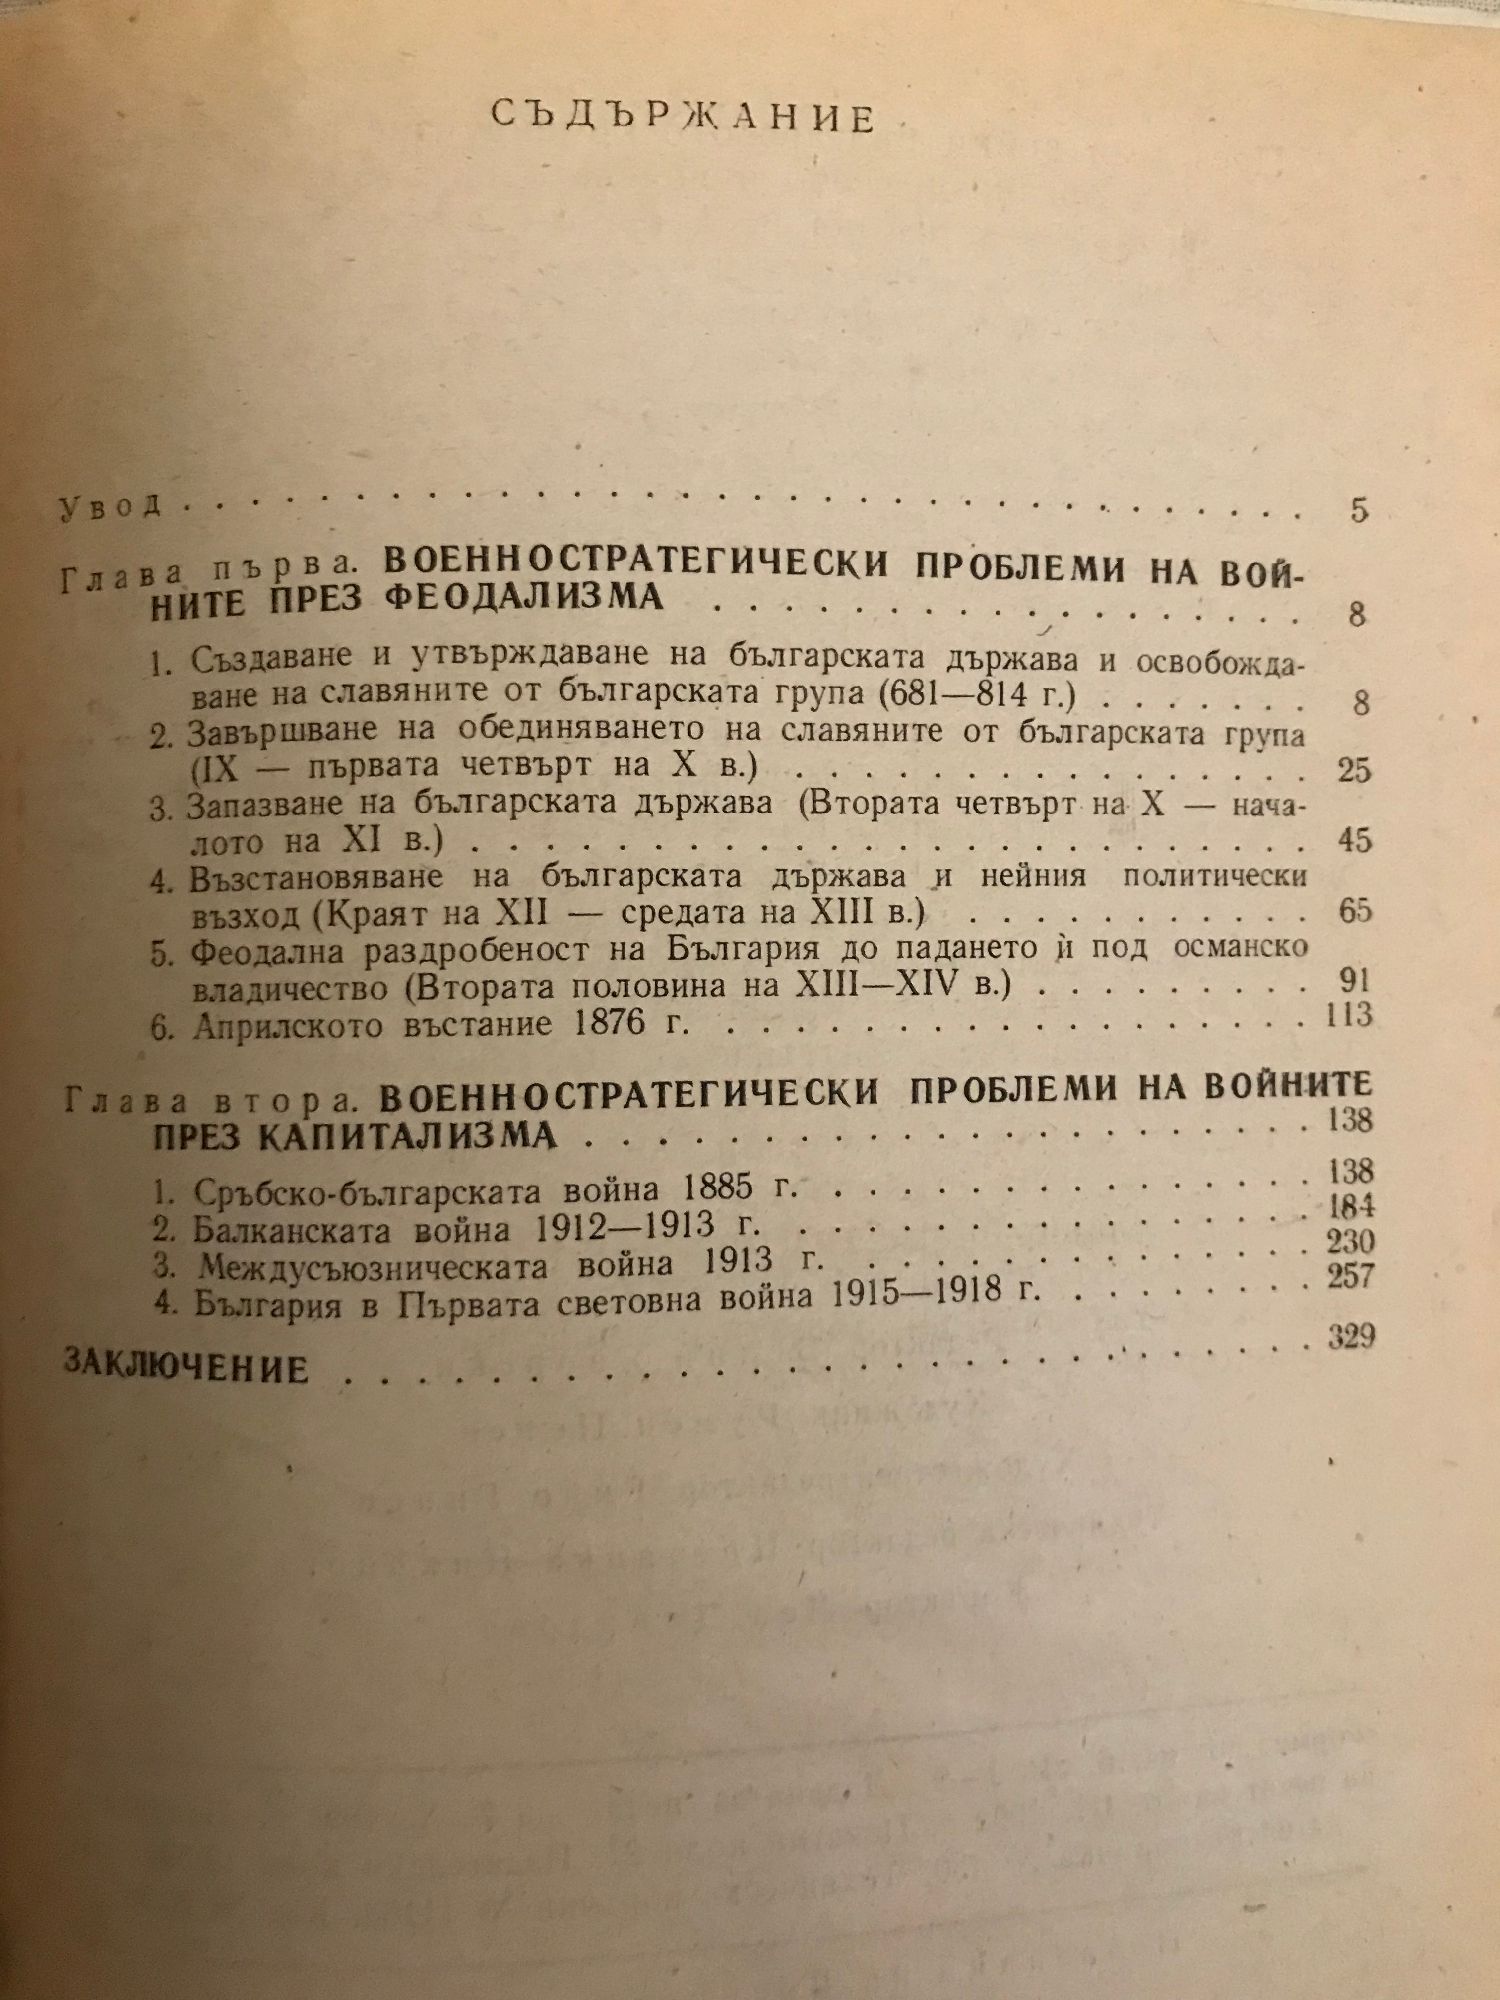 СЪДЪРЖАНИЕ
Увод . . . . . . . . . . . . . . . . . . . . . . . . . . . . . . . . 5
Глава първа. ВОЕННОСТРАТЕГИЧЕСКИ ПРОБЛЕМИ НА ВОЙ-
НИТЕ ПРЕЗ ФЕОДАЛИЗМА . . . . . . . . . . . . . . . . . 8
1. Създаване и утвърждаване на българската държава и освобожда-
ване на славяните от българската група (681—814 г.) . . . . . . . 8
2. Завършване на обединяването на славяните от българската група
(IX — първата четвърт на X в.) . . . . . . . . . . . . . . . 25
3. Запазване на българската държава (Втората четвърт на X — нача-
лото на XI в.) . . . . . . . . . . . . . . . . . . . . . . . . 45
4. Възстановяване на българската държава и нейния политически
възход (Краят на XII — средата на XIII в.) . . . . . . . . . . . 65
5. Феодална раздробеност на България до падането ѝ под османско
владичество (Втората половина на XIII—XIV в.) . . . . . . . . . 91
6. Априлското въстание 1876 г. . . . . . . . . . . . . . . . . . . 113
Глава втора. ВОЕННОСТРАТЕГИЧЕСКИ ПРОБЛЕМИ НА ВОЙНИТЕ
ПРЕЗ КАПИТАЛИЗМА . . . . . . . . . . . . . . . . . . . . . 138
1. Сръбско-българската война 1885 г. . . . . . . . . . . . . . . . 138
2. Балканската война 1912—1913 г. . . . . . . . . . . . . . . . . 184
3. Междусъюзническата война 1913 г. . . . . . . . . . . . . . . 230
4. България в Първата световна война 1915—1918 г. . . . . . . . . 257
ЗАКЛЮЧЕНИЕ . . . . . . . . . . . . . . . . . . . . . . . . . . 329